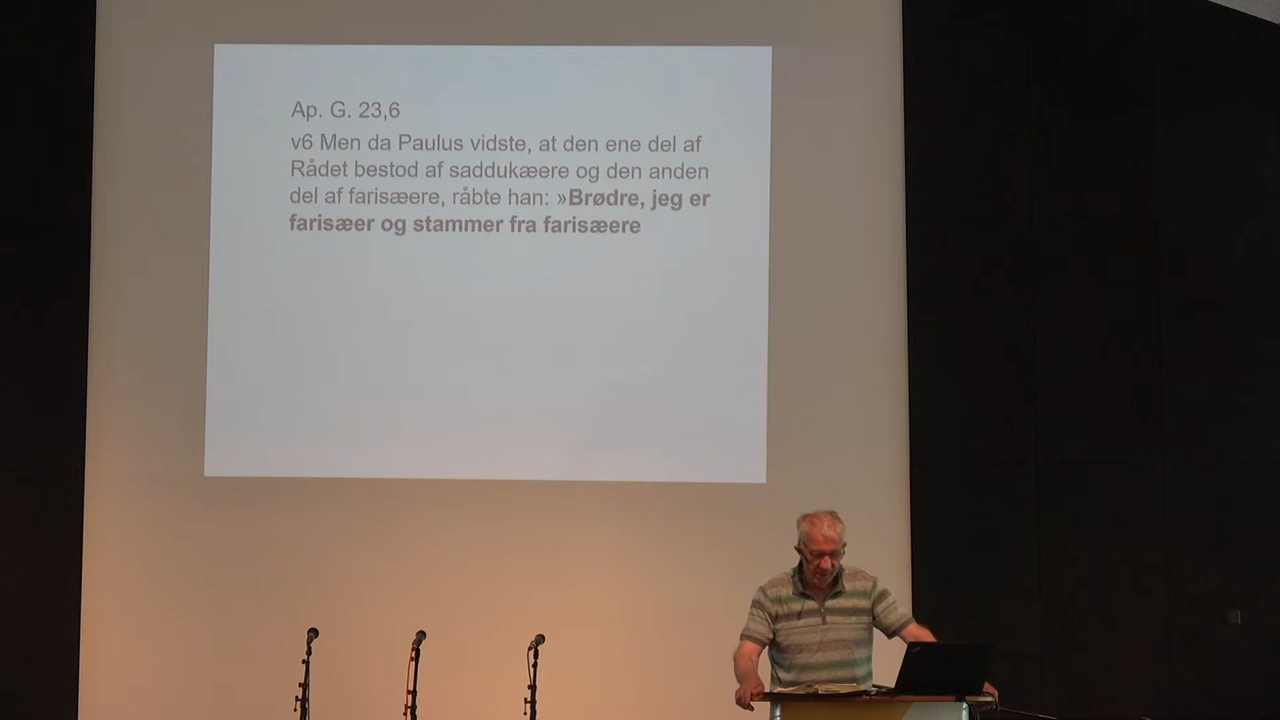 Ap. G. 23,6
v6 Men da Paulus vidste, at den ene del af
Rådet bestod af saddukæere og den anden
del af farisæere, råbte han: »Brødre, jeg er
farisæer og stammer fra farisæere